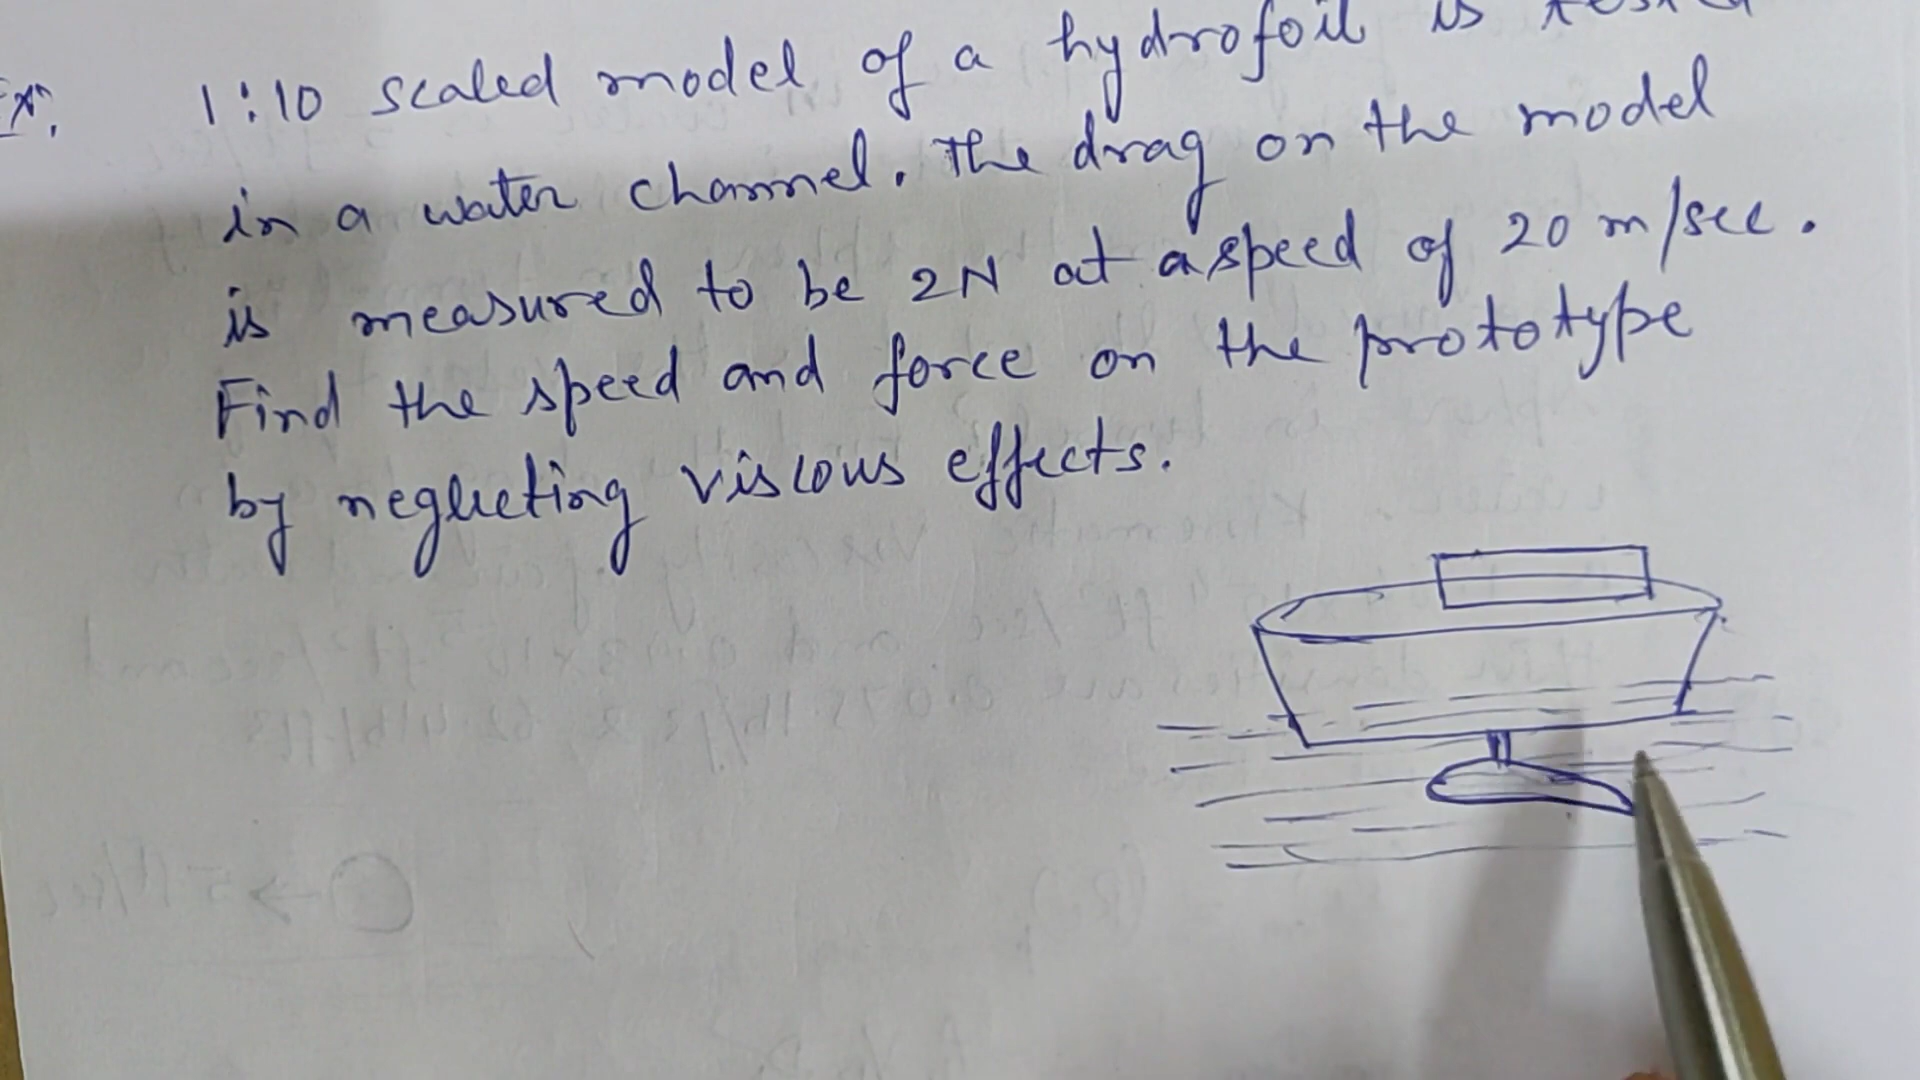 Ex. 1:10 scaled model of a hydrofoil is tested
in a water channel. The drag on the model
is measured to be 2N at a speed of 20 m/sec.
Find the speed and force on the prototype
by neglecting viscous effects.